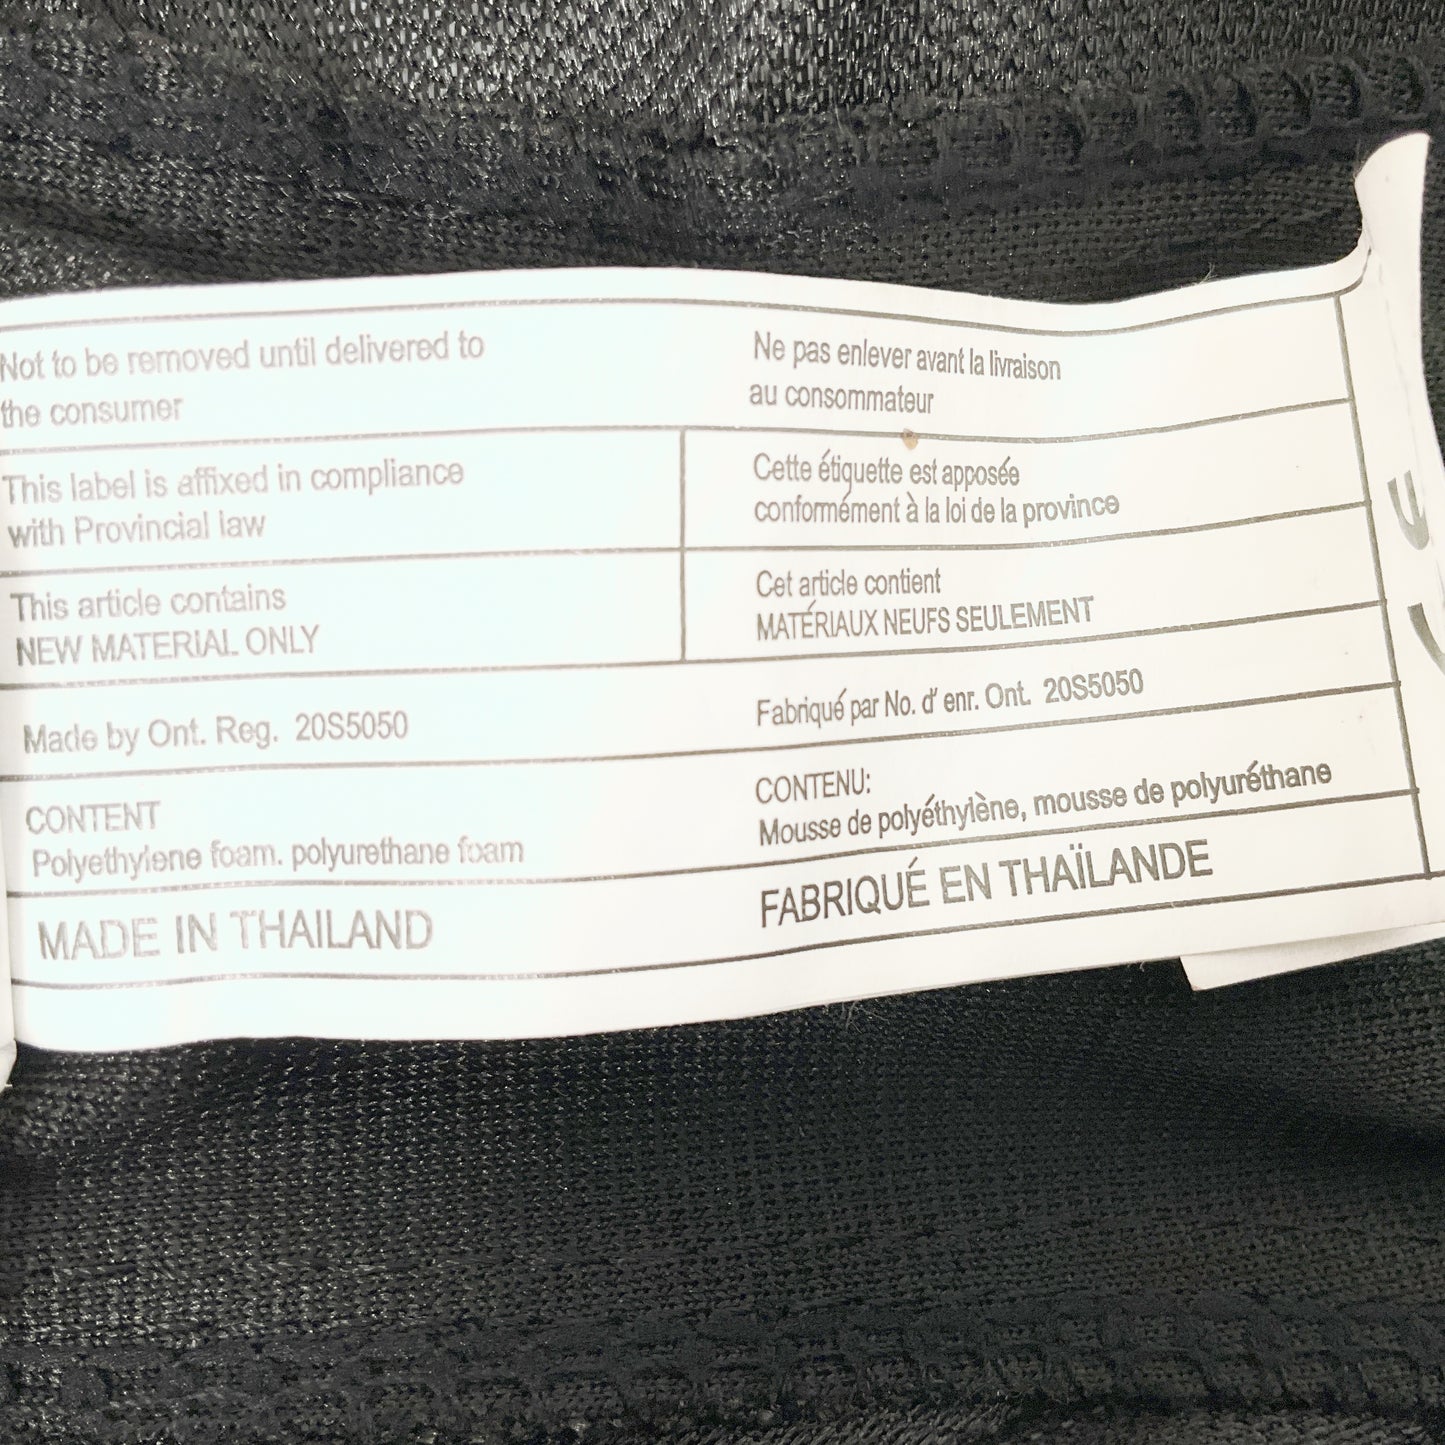 Not to be removed until delivered to
the consumer
Ne pas enlever avant la livraison
au consommateur
This label is affixed in compliance
with Provincial law
Cette étiquette est apposée
conformément à la loi de la province
This article contains
NEW MATERIAL ONLY
Cet article contient
MATÉRIAUX NEUFS SEULEMENT
Made by Ont. Reg. 20S5050
Fabriqué par No. d' enr. Ont. 20S5050
CONTENT
Polyethylene foam. polyurethane foam
CONTENU:
Mousse de polyéthylène, mousse de polyuréthane
MADE IN THAILAND
FABRIQUÉ EN THAÏLANDE